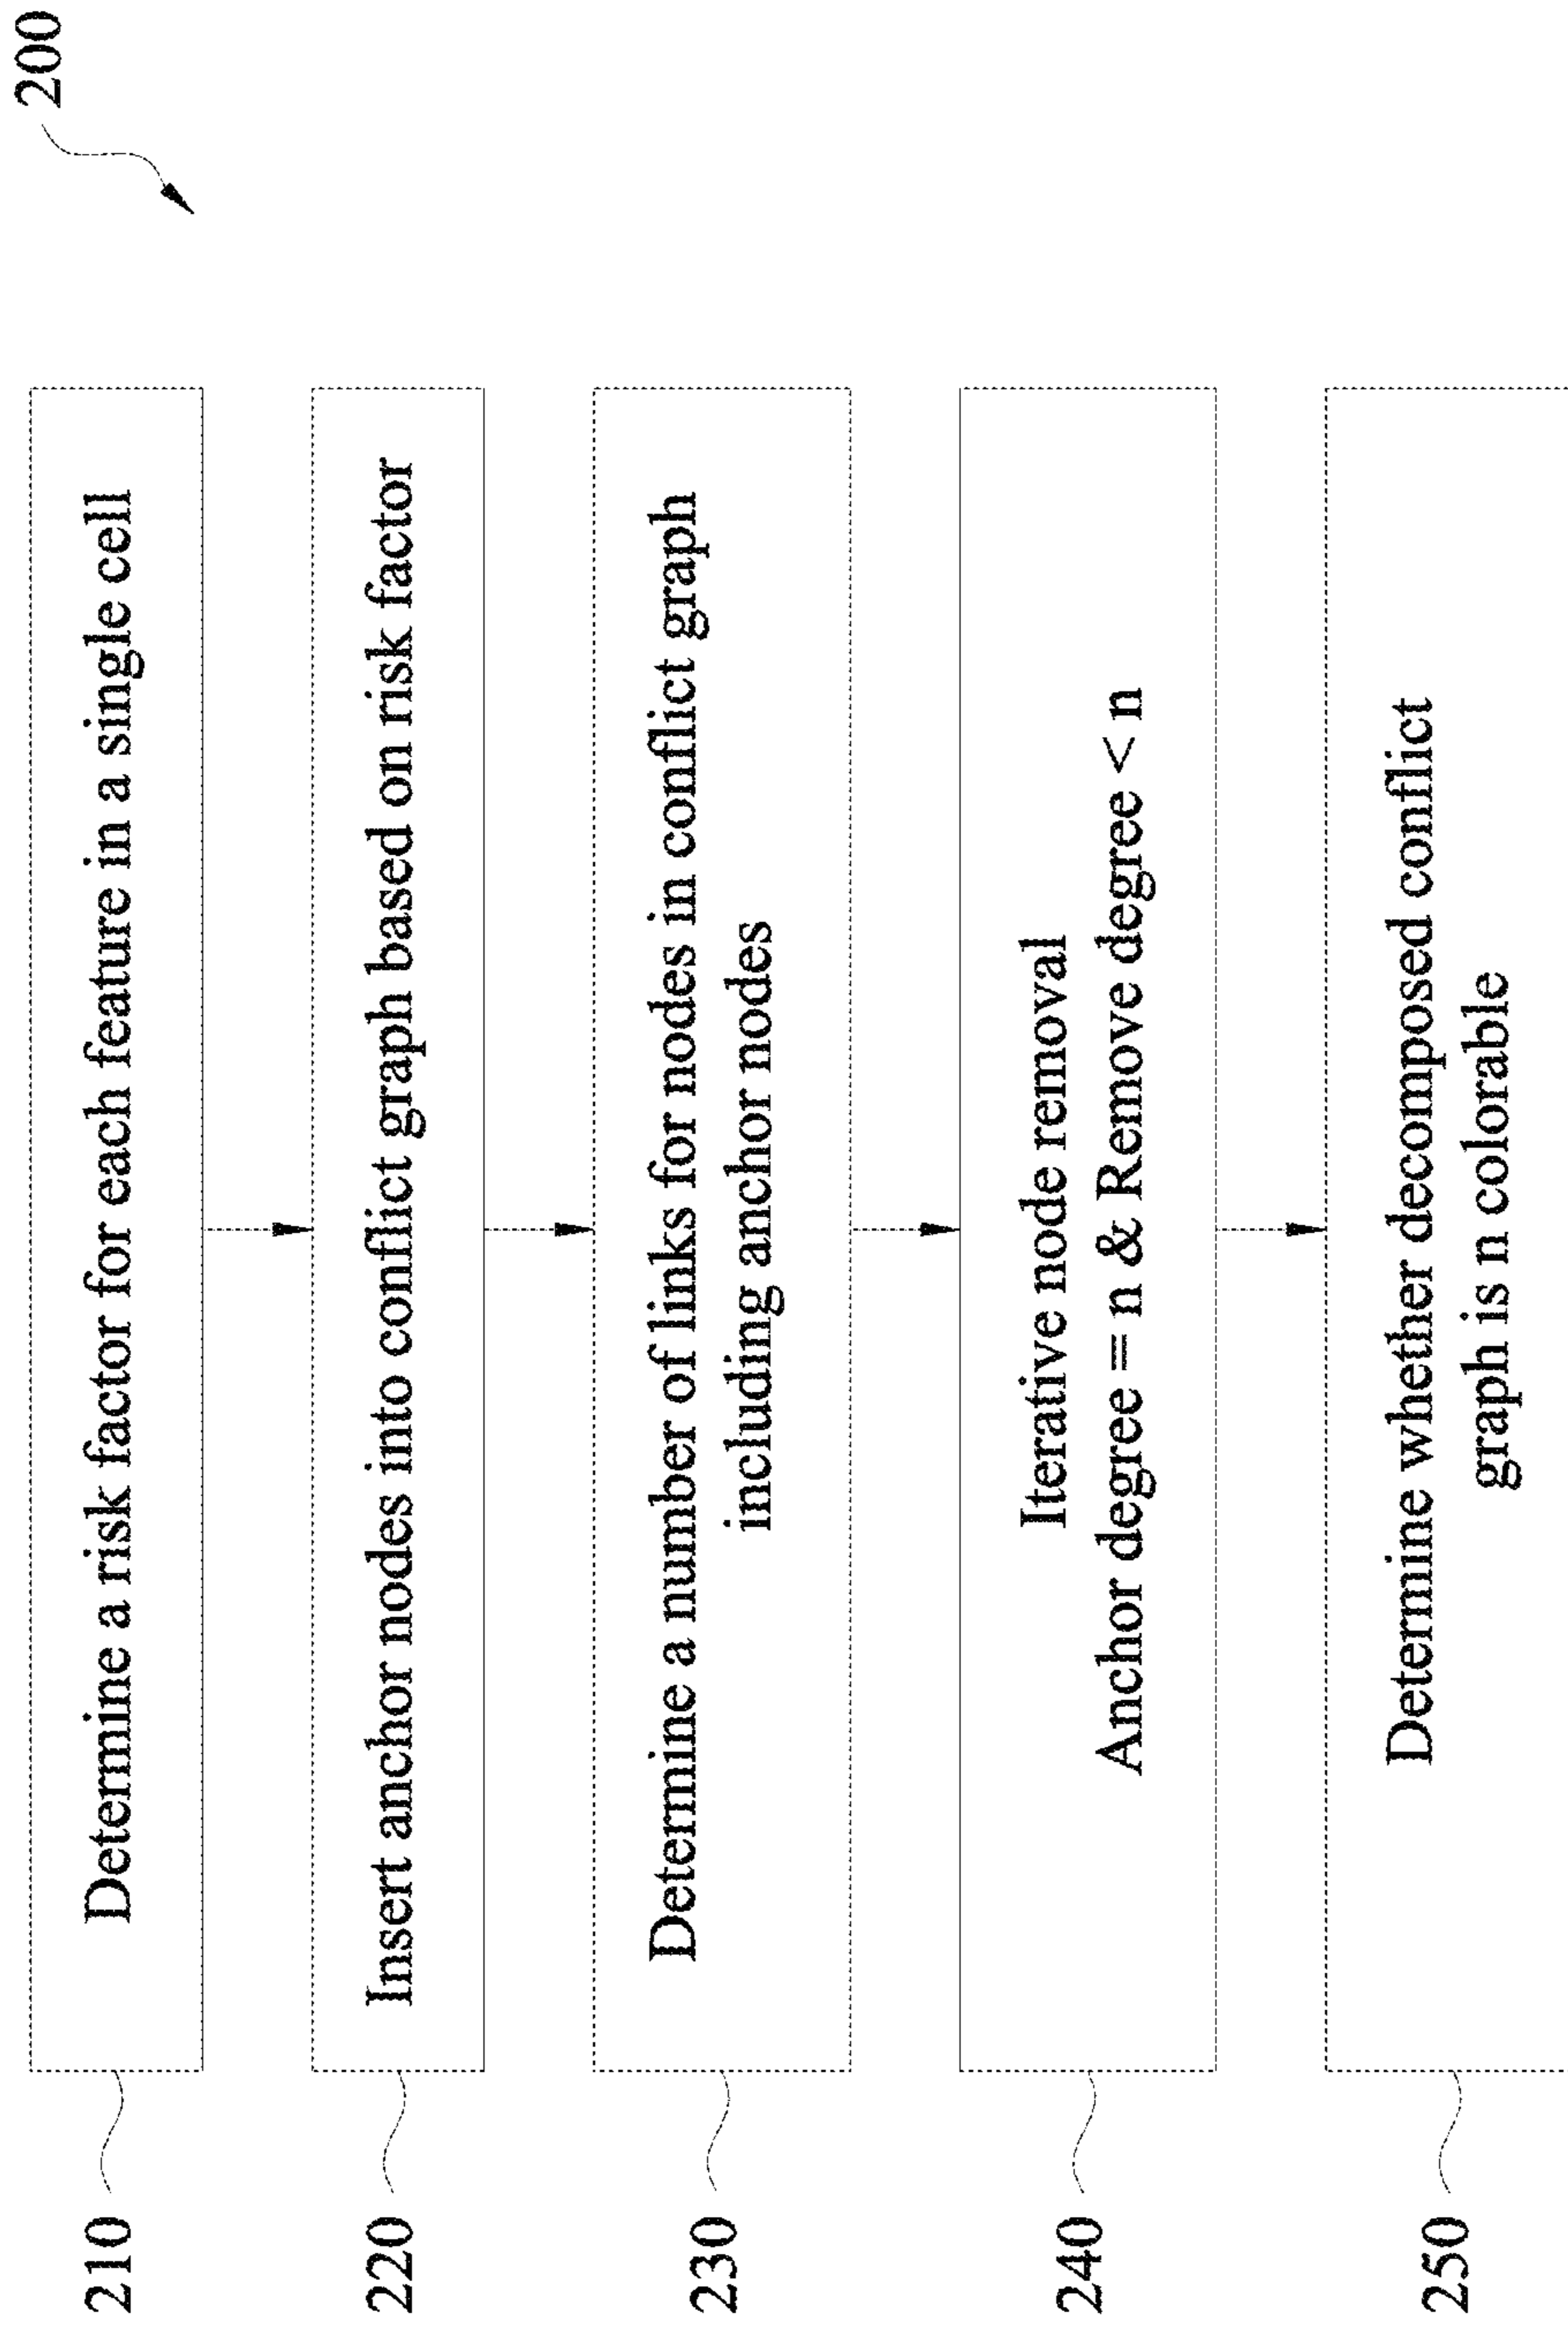 200
210
Determine a risk factor for each feature in a single cell
220
Insert anchor nodes into conflict graph based on risk factor
230
Determine a number of links for nodes in conflict graph
including anchor nodes
240
Iterative node removal
Anchor degree = n & Remove degree < n
250
Determine whether decomposed conflict
graph is n colorable